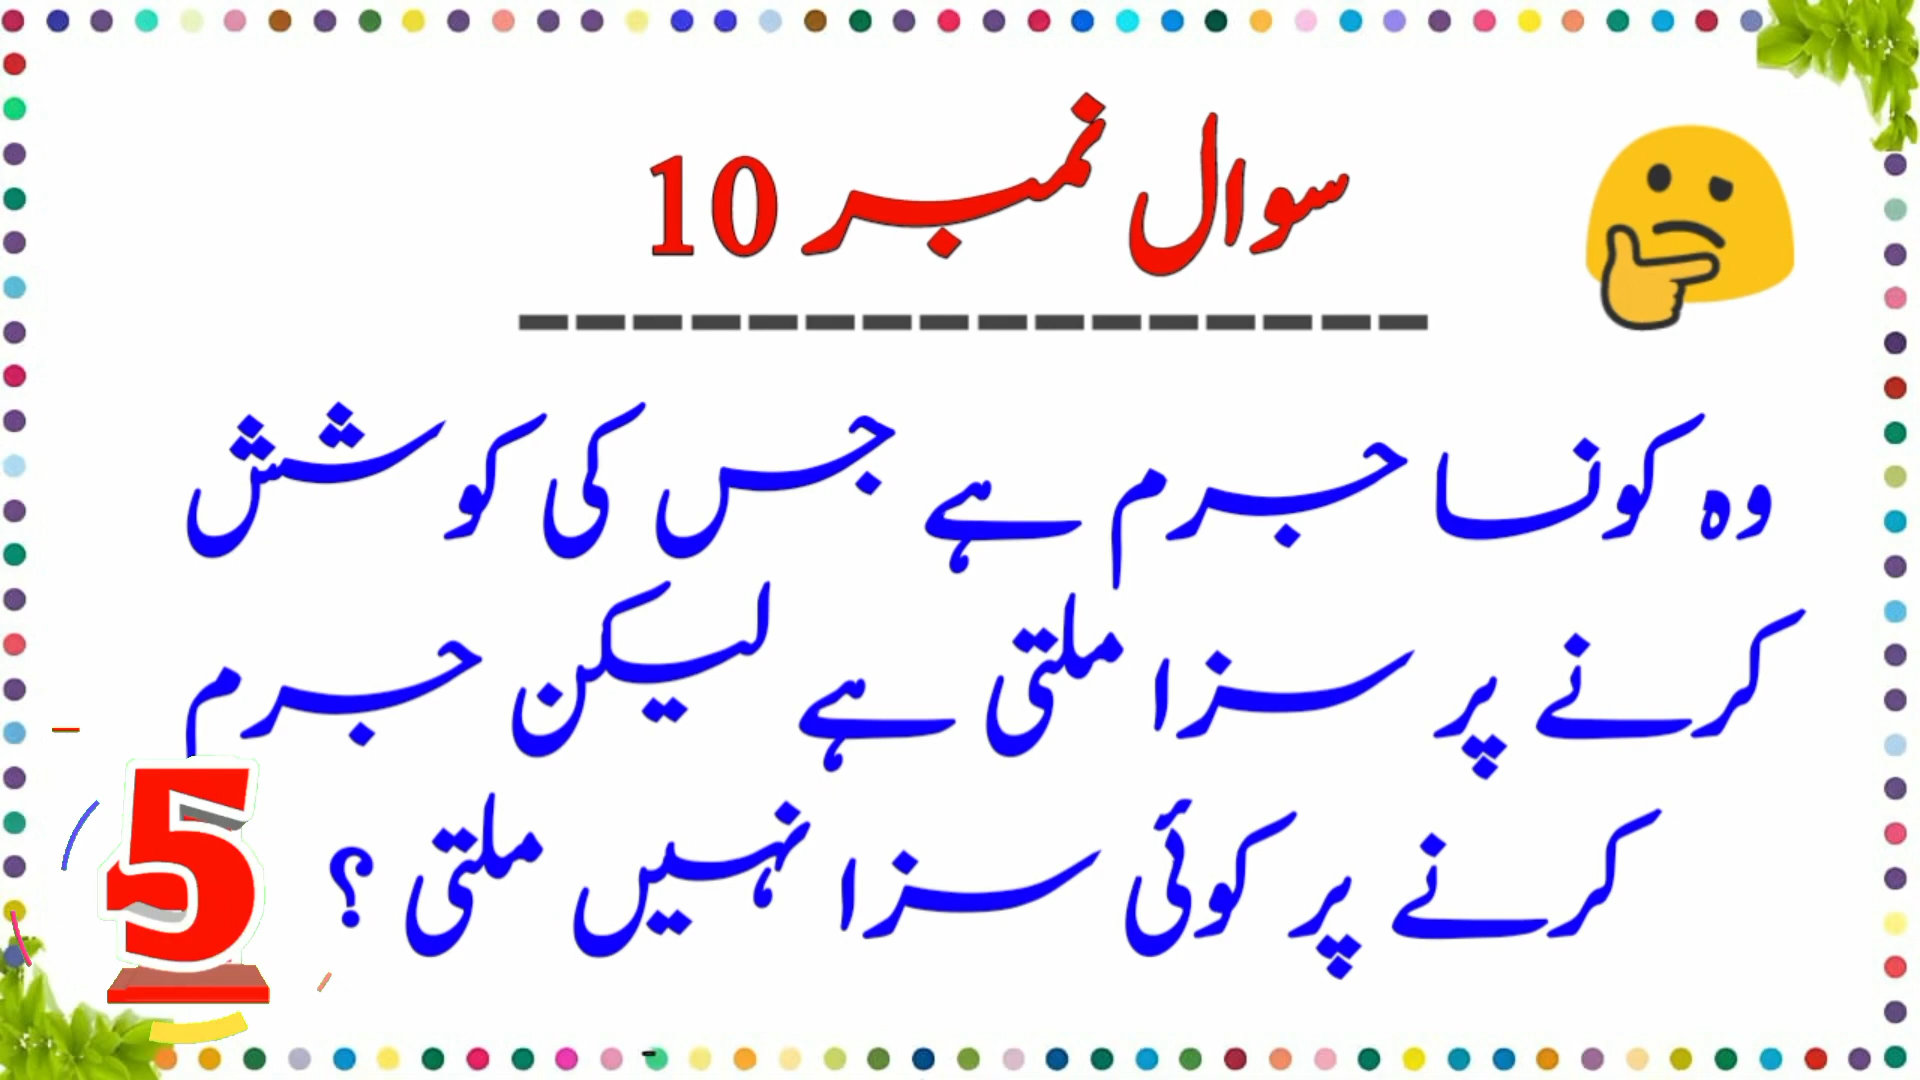 سوال نمبر 10
وہ کونسا جرم ہے جس کی کوشش
کرنے پر سزا ملتی ہے لیکن جرم
کرنے پر کوئی سزا نہیں ملتی ؟
5